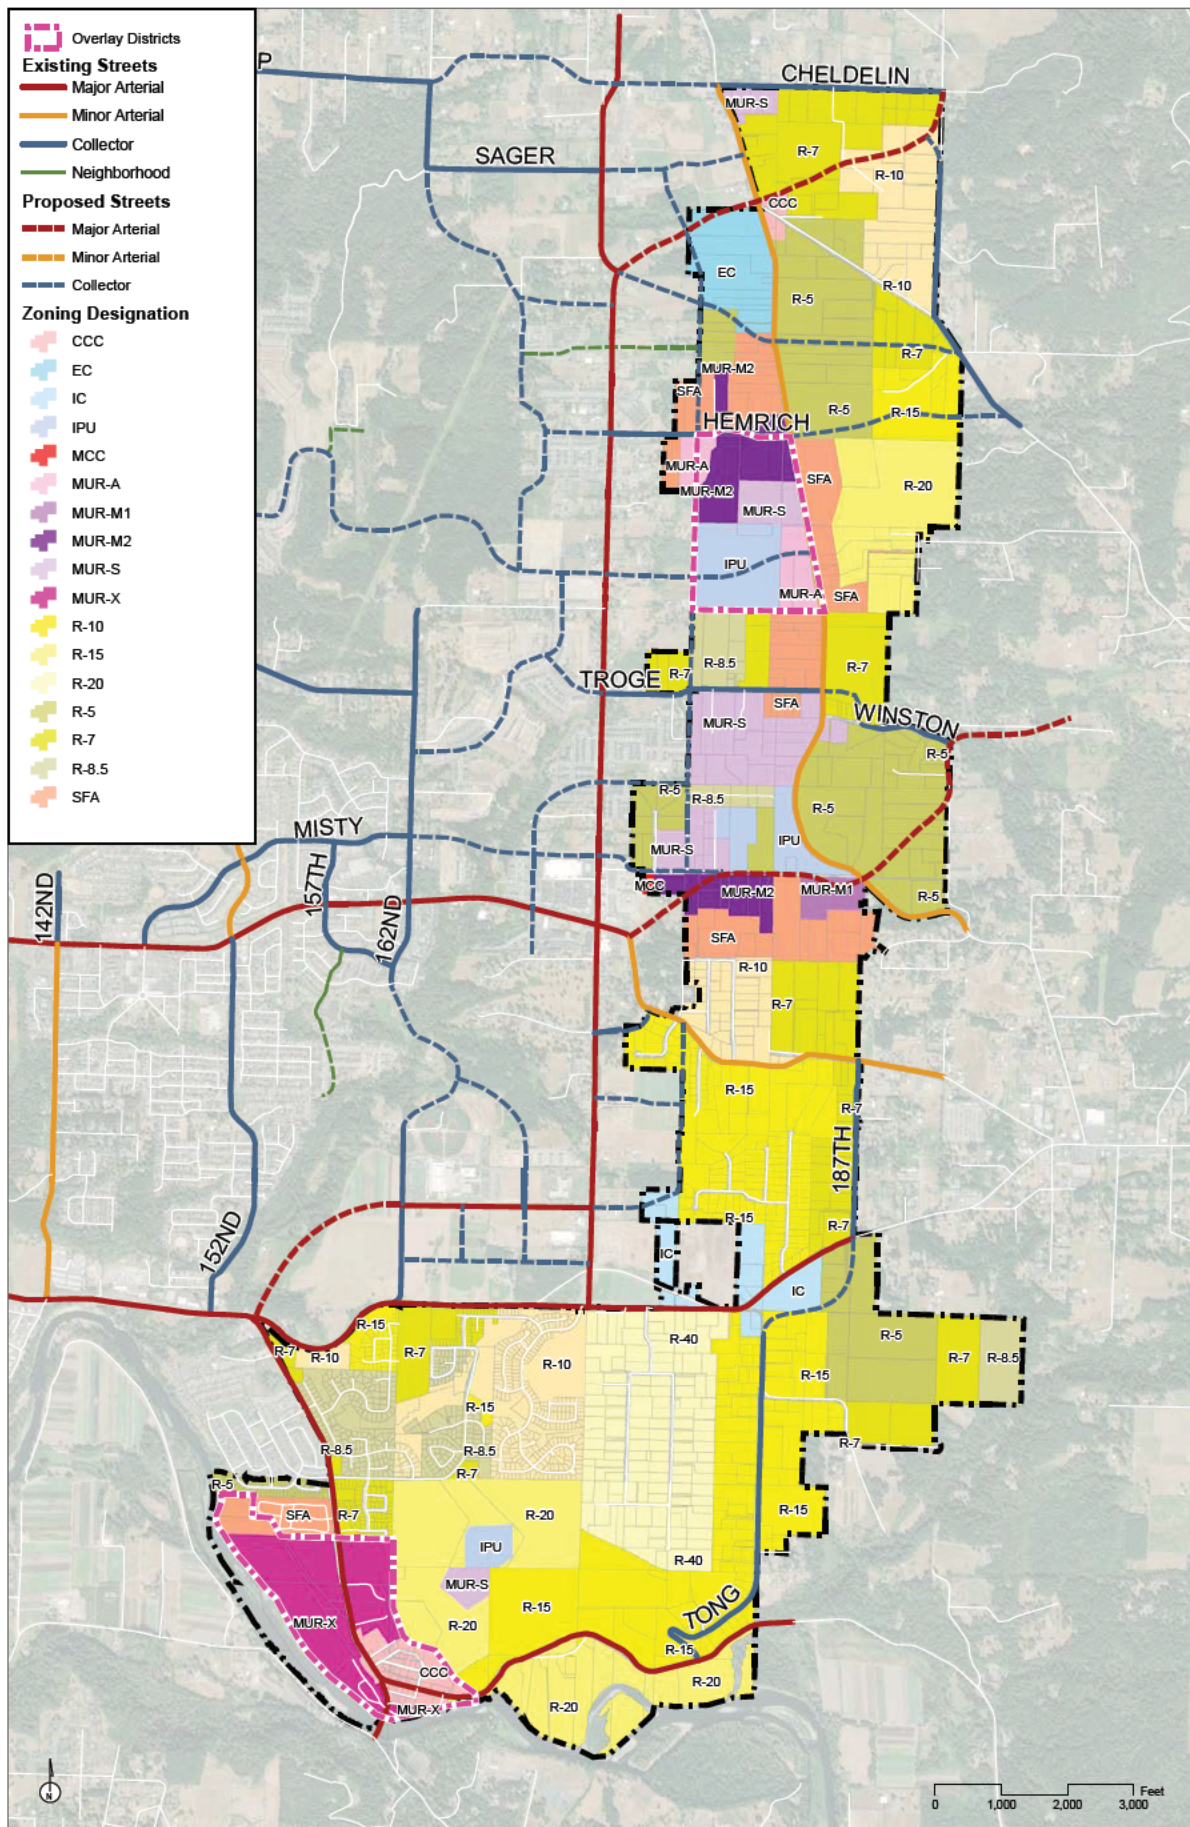 Overlay Districts
Existing Streets
Major Arterial
Minor Arterial
Collector
Neighborhood
Proposed Streets
Major Arterial
Minor Arterial
Collector
Zoning Designation
CCC
EC
IC
IPU
MCC
MUR-A
MUR-M1
MUR-M2
MUR-S
MUR-X
R-10
R-15
R-20
R-5
R-7
R-8.5
SFA
P
CHELDELIN
MUR-S
SAGER
R-7
R-10
CCC
EC
R-10
R-5
R-7
MUR-M2
SFA
R-5
R-15
HEMRICH
MUR-A
SFA
MUR-M2
R-20
MUR-S
IPU
MUR-A
SFA
R-8.5
R-7
R-7
TROGE
SFA
WINSTON
MUR-S
R-5
R-5
R-8.5
R-5
MISTY
IPU
MUR-S
157TH
142ND
162ND
MCC
MUR-M2
MUR-M1
R-5
SFA
R-10
R-7
R-15
R-7
187TH
R-15
R-7
152ND
IC
IC
R-15
R-7
R-10
R-7
R-10
R-40
R-5
R-7
R-8.5
R-15
R-15
R-8.5
R-8.5
R-7
R-7
R-5
SFA
R-7
R-20
R-15
IPU
R-40
MUR-S
R-15
TONG
MUR-X
R-20
R-15
CCC
R-20
R-20
MUR-X
N
Feet
0 1,000 2,000 3,000